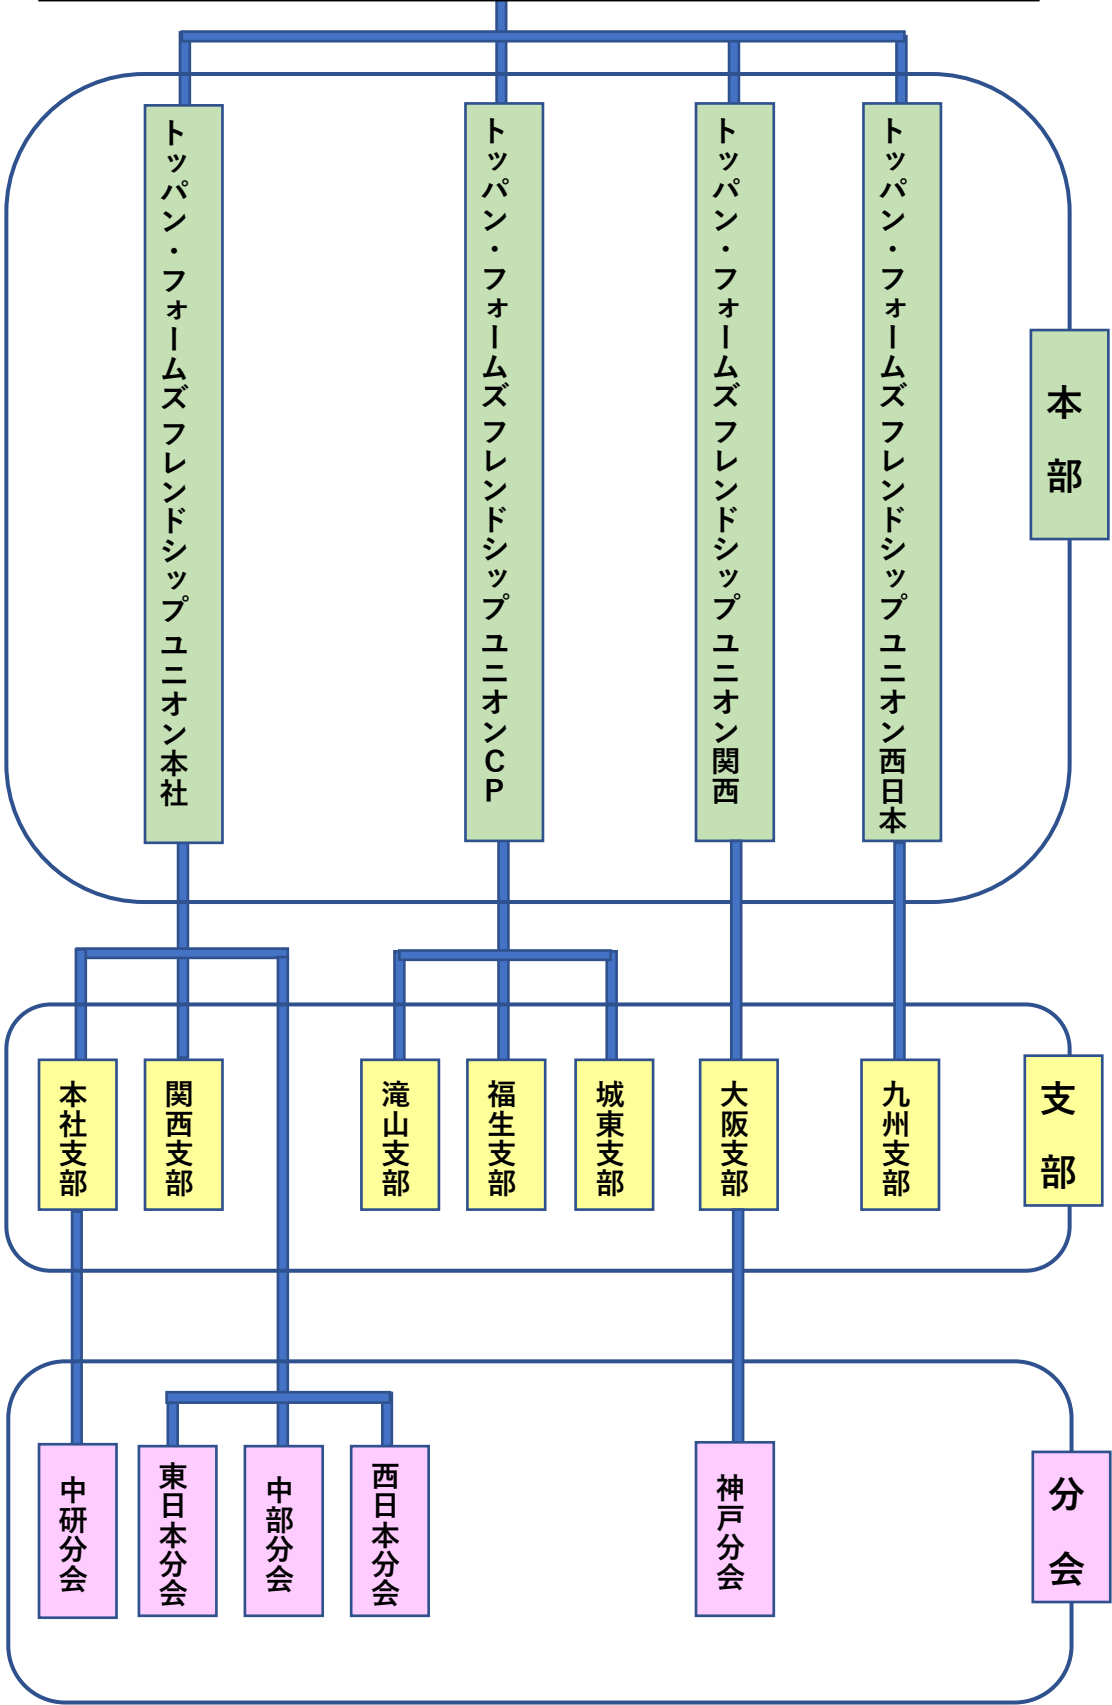 トッパン・フォームズフレンドシップユニオン本社
トッパン・フォームズフレンドシップユニオンCP
トッパン・フォームズフレンドシップユニオン関西
トッパン・フォームズフレンドシップユニオン西日本
本部
本社支部
関西支部
滝山支部
福生支部
城東支部
大阪支部
九州支部
支部
中研分会
東日本分会
中部分会
西日本分会
神戸分会
分会